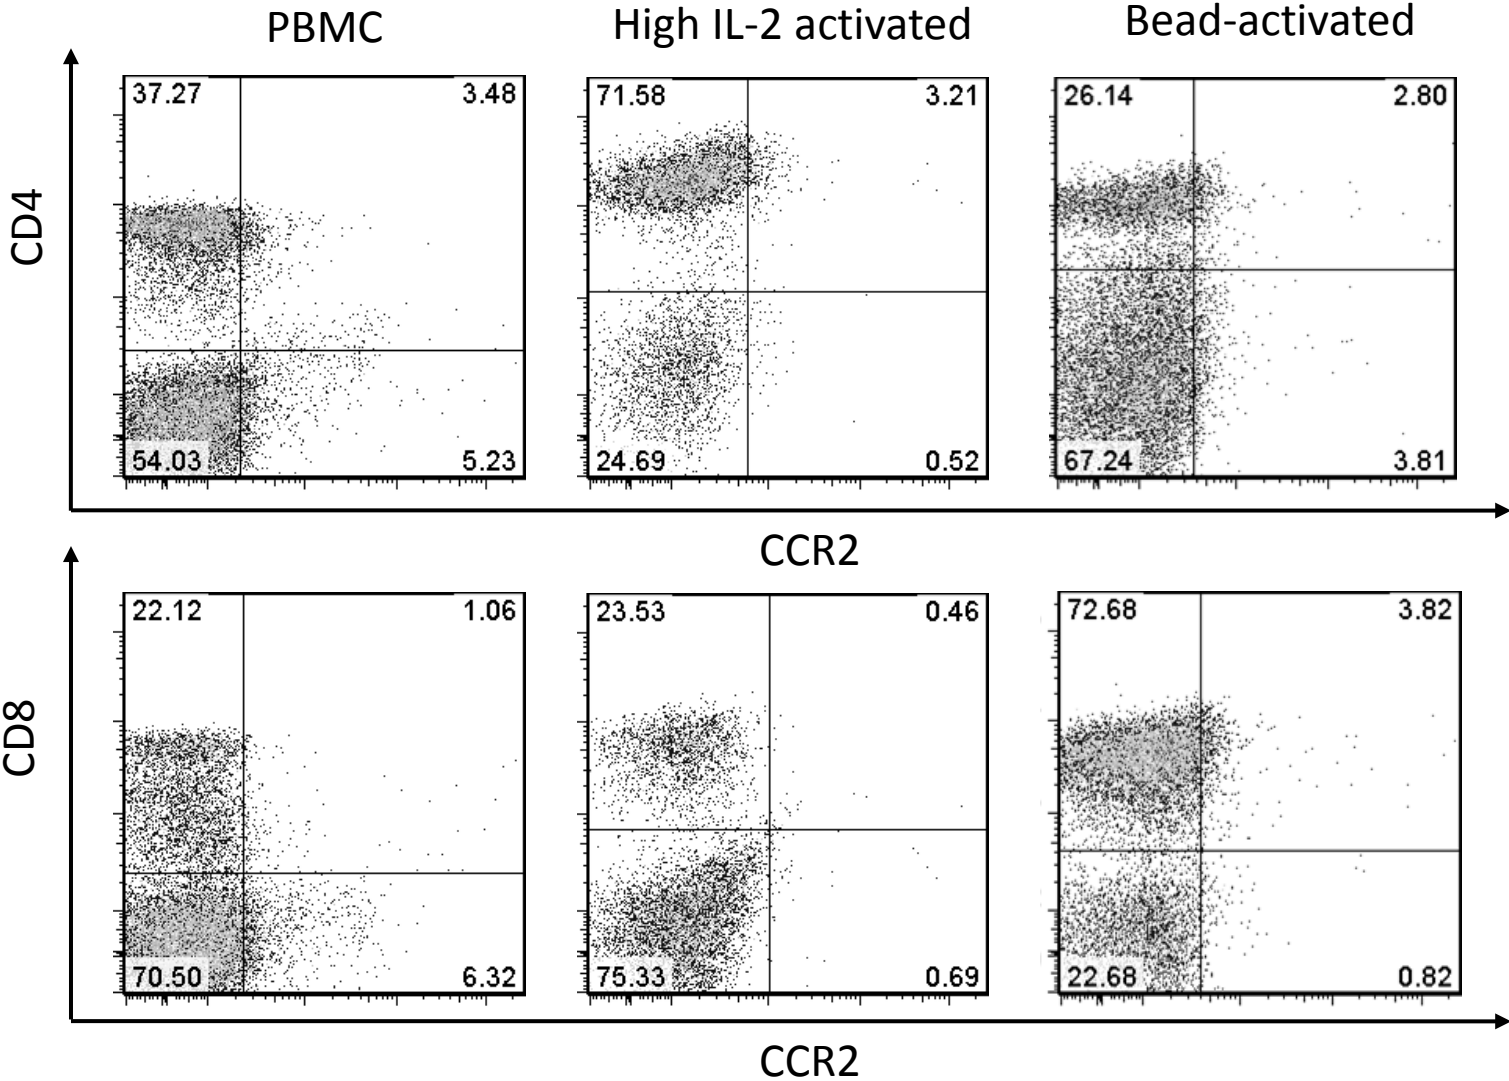 PBMC High IL-2 activated Bead-activated
37.27 3.48 71.58 3.21 26.14 2.80
CD4
54.03 5.23 24.69 0.52 67.24 3.81
CCR2
22.12 1.06 23.53 0.46 72.68 3.82
CD8
70.50 6.32 75.33 0.69 22.68 0.82
CCR2